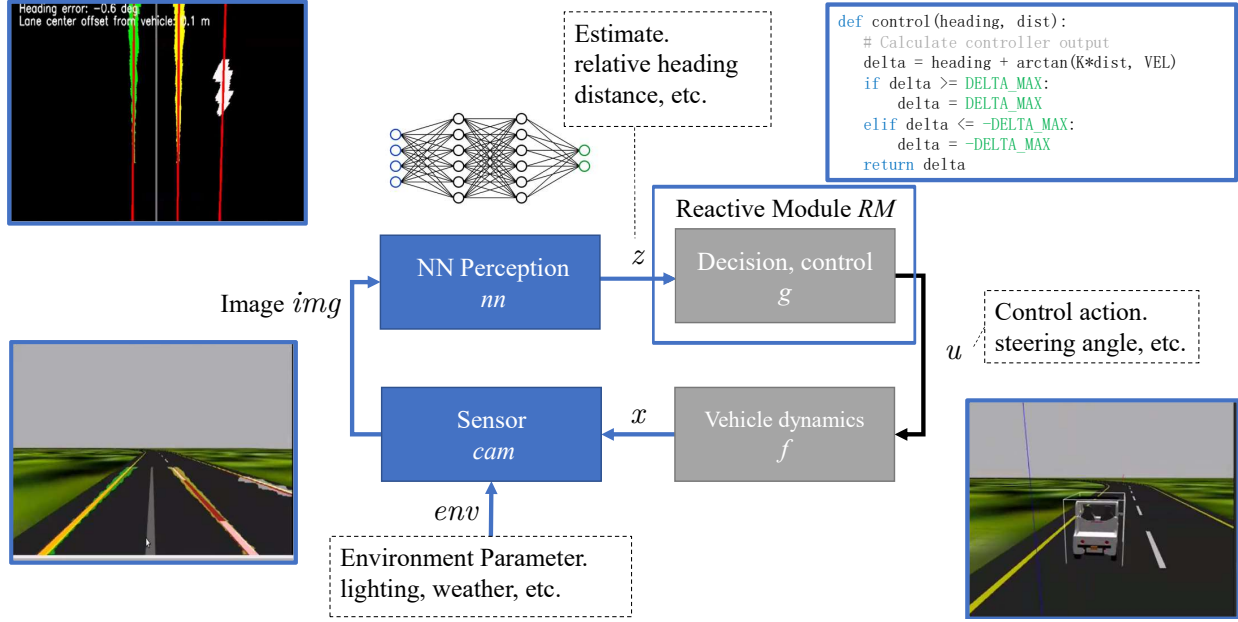 Heading error: -0.6 deg
Lane center offset from vehicle: 0.1 m
Estimate.
relative heading
distance, etc.
def control(heading, dist):
# Calculate controller output
delta = heading + arctan(K*dist, VEL)
if delta >= DELTA_MAX:
delta = DELTA_MAX
elif delta <= -DELTA_MAX:
delta = -DELTA_MAX
return delta
Reactive Module RM
NN Perception
nn
z
Decision, control
g
Image img
Control action.
steering angle, etc.
u
Sensor
cam
x
Vehicle dynamics
f
env
Environment Parameter.
lighting, weather, etc.